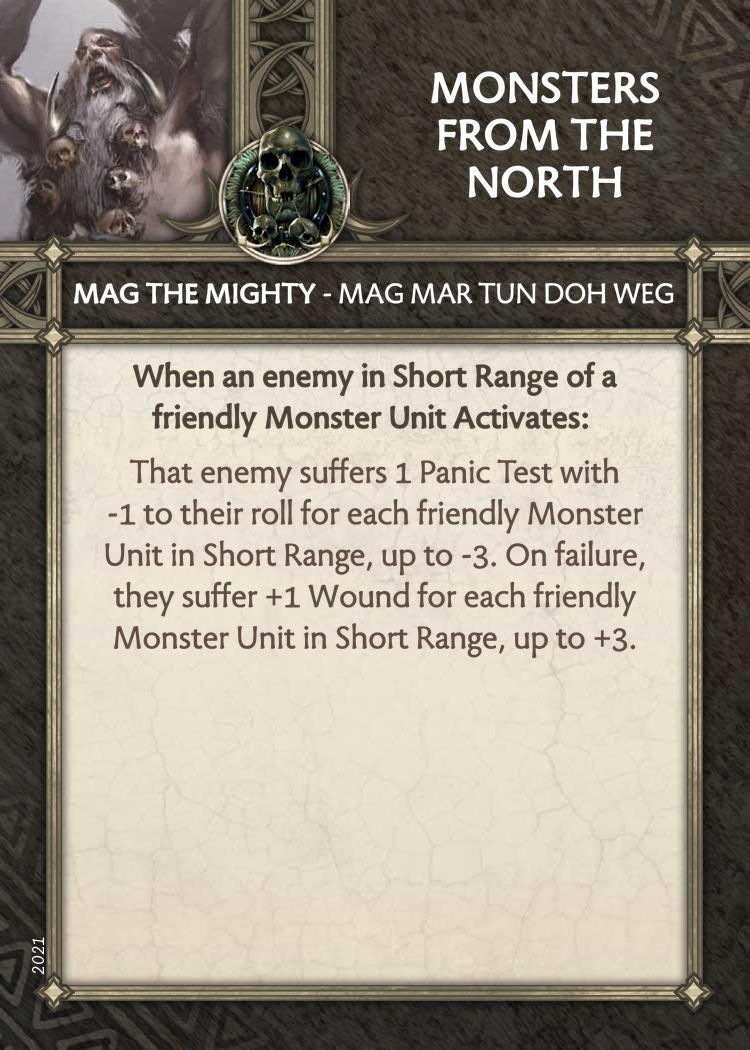 MONSTERS
FROM THE
NORTH
MAG THE MIGHTY - MAG MAR TUN DOH WEG
When an enemy in Short Range of a
friendly Monster Unit Activates:
That enemy suffers 1 Panic Test with
-1 to their roll for each friendly Monster
Unit in Short Range, up to -3. On failure,
they suffer +1 Wound for each friendly
Monster Unit in Short Range, up to +3.
2021